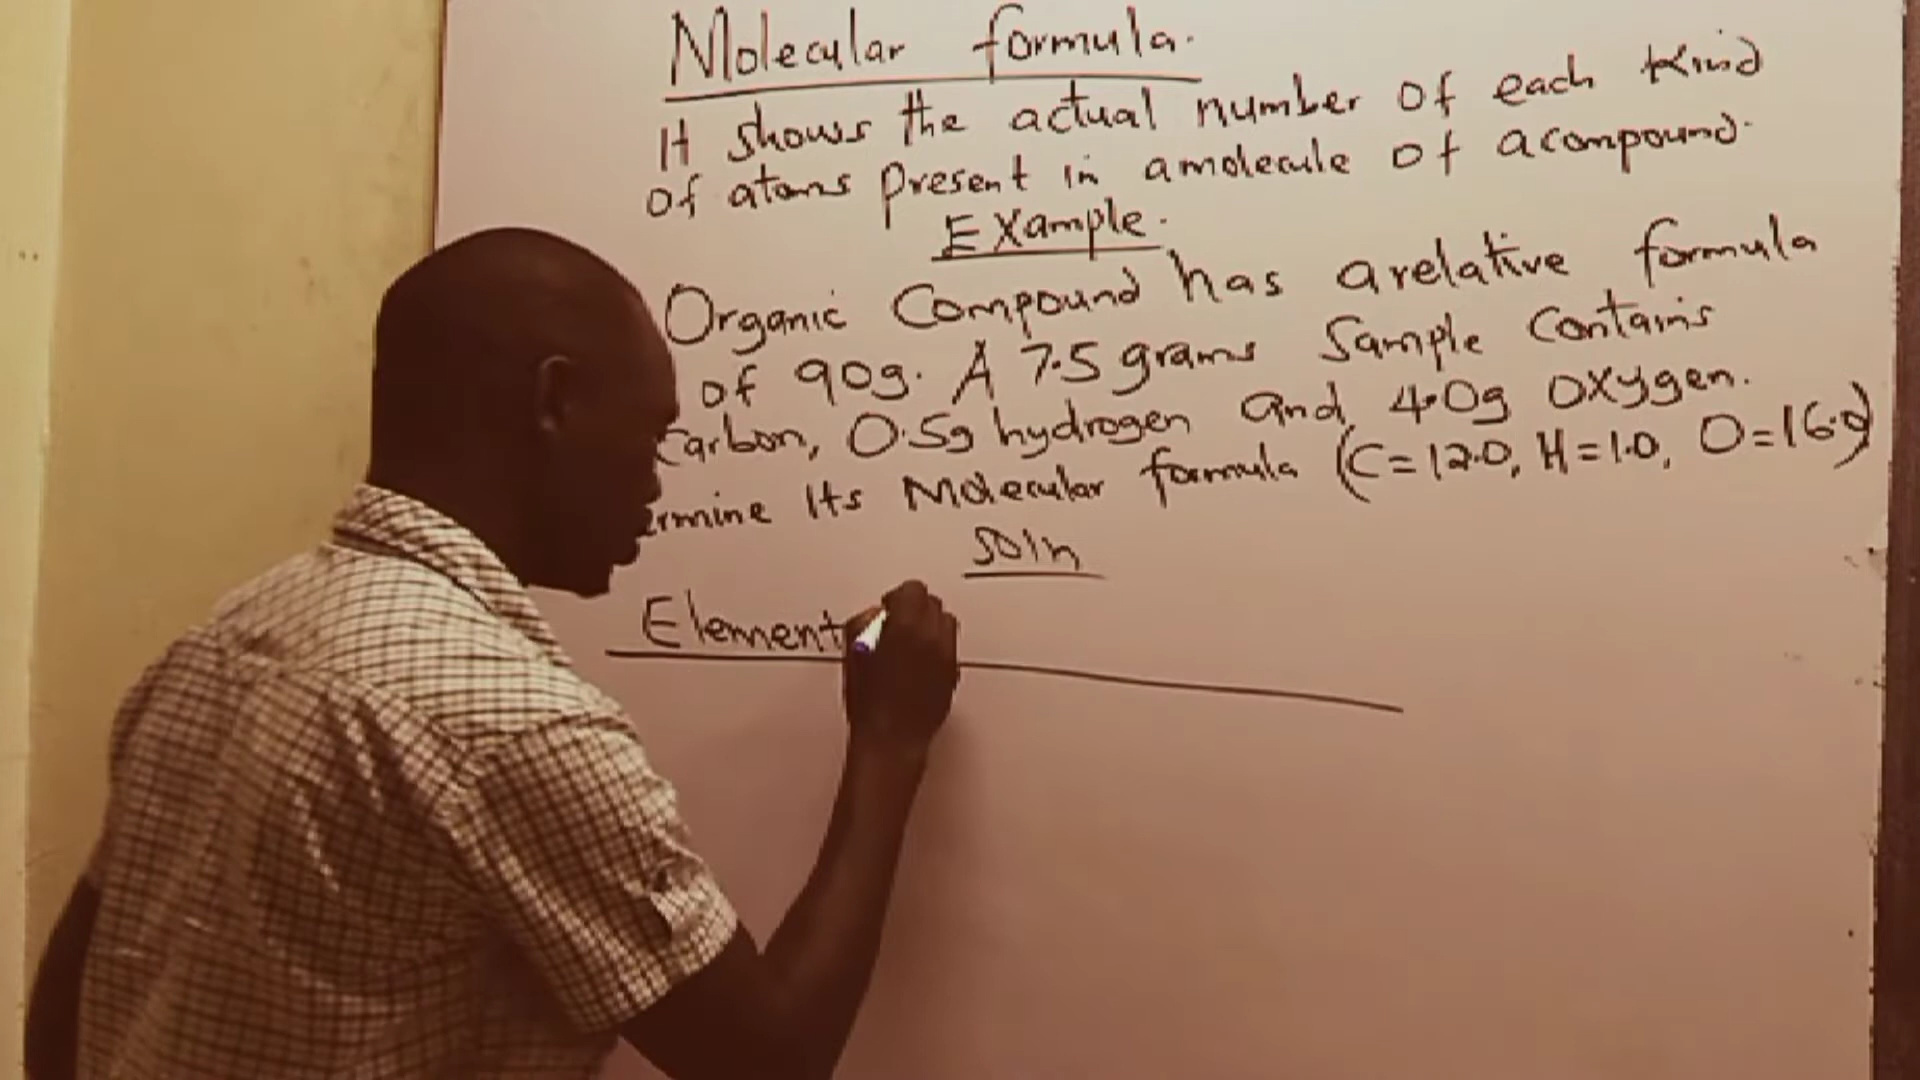 Molecular formula.
It shows the actual number of each kind
of atoms present in amolecule of acompound.
Example.
Organic Compound has arelative formula
of 90g. A 7.5 grams Sample Contains
Carbon, 0.5g hydrogen and 4.0g oxygen.
ermine Its Molecular formula (C=12.0, H=1.0, O=16.0)
Soln
Element